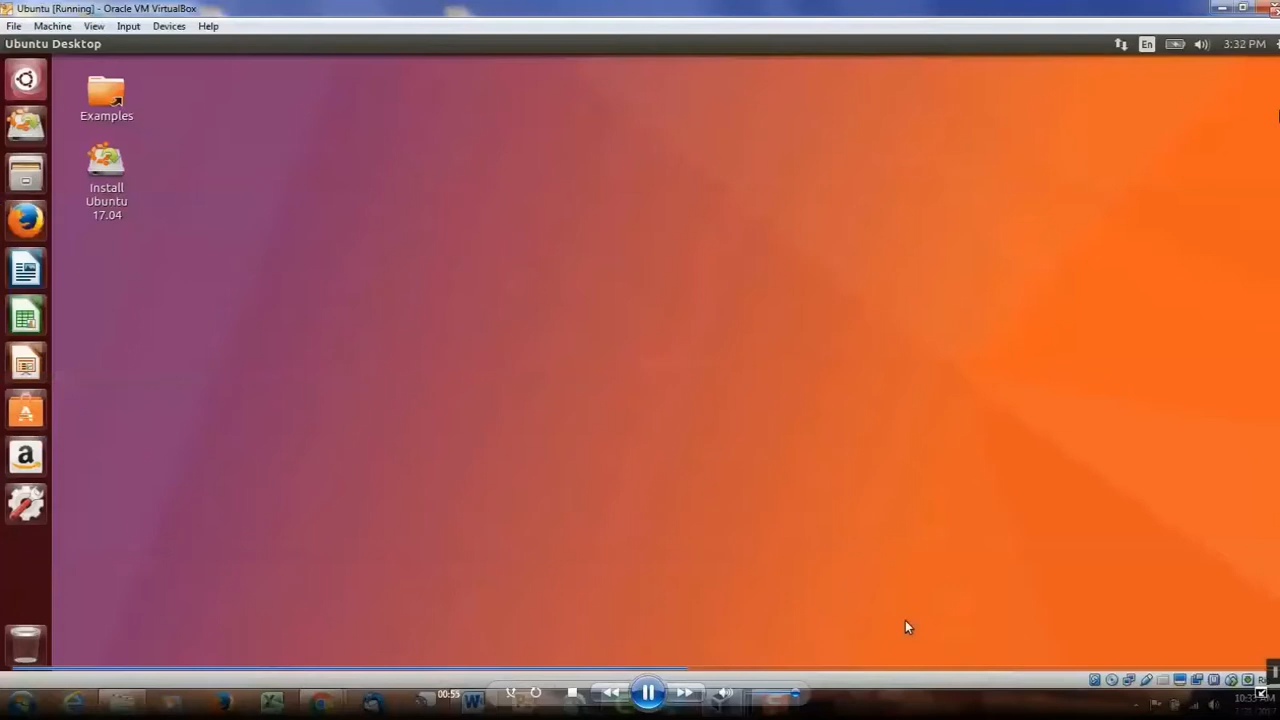 Ubuntu [Running] - Oracle VM VirtualBox
File Machine View Input Devices Help
Ubuntu Desktop
En
3:32 PM
Examples
Install
Ubuntu
17.04
a
00:55
W